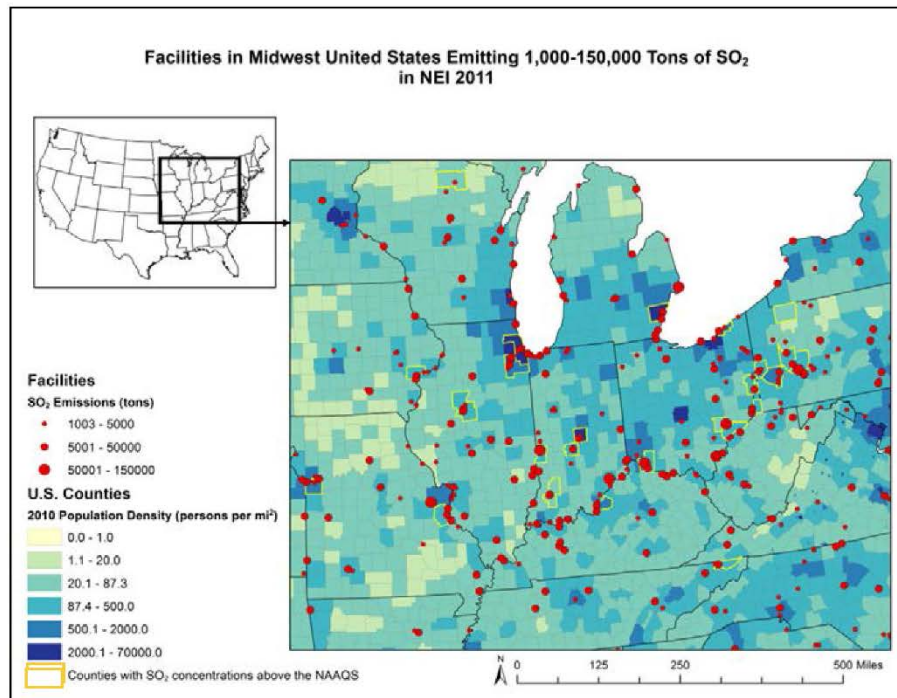 Facilities in Midwest United States Emitting 1,000-150,000 Tons of SO₂
in NEI 2011
Facilities
SO₂ Emissions (tons)
1003 - 5000
5001 - 50000
50001 - 150000
U.S. Counties
2010 Population Density (persons per mi²)
0.0 - 1.0
1.1 - 20.0
20.1 - 87.3
87.4 - 500.0
500.1 - 2000.0
2000.1 - 70000.0
Counties with SO₂ concentrations above the NAAQS
N
0 125 250 500 Miles